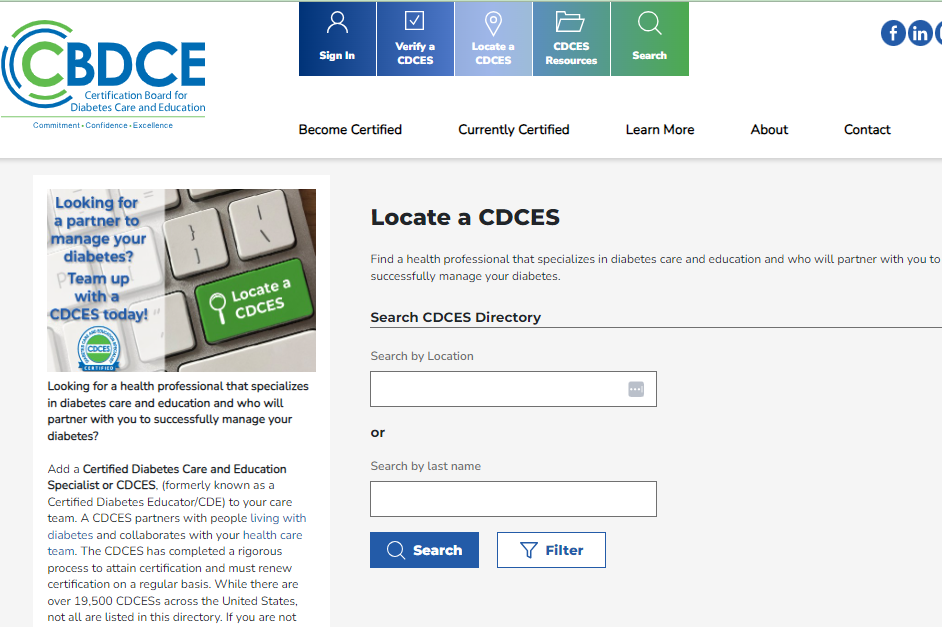 CBDCE
Certification Board for
Diabetes Care and Education
Commitment • Confidence • Excellence
Sign In
Verify a
CDCES
Locate a
CDCES
CDCES
Resources
Search
Become Certified
Currently Certified
Learn More
About
Contact
Looking for
a partner to
manage your
diabetes?
Team up
with a
CDCES today!
Locate a
CDCES
CDCES
CERTIFIED
Looking for a health professional that specializes
in diabetes care and education and who will
partner with you to successfully manage your
diabetes?
Add a Certified Diabetes Care and Education
Specialist or CDCES, (formerly known as a
Certified Diabetes Educator/CDE) to your care
team. A CDCES partners with people living with
diabetes and collaborates with your health care
team. The CDCES has completed a rigorous
process to attain certification and must renew
certification on a regular basis. While there are
over 19,500 CDCESs across the United States,
not all are listed in this directory. If you are not
Locate a CDCES
Find a health professional that specializes in diabetes care and education and who will partner with you to
successfully manage your diabetes.
Search CDCES Directory
Search by Location
or
Search by last name
Search
Filter